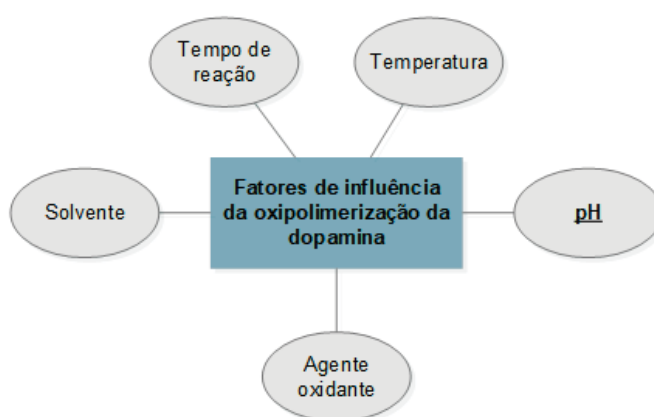 Tempo de
reação
Temperatura
Solvente
Fatores de influência
da oxipolimerização da
dopamina
pH
Agente
oxidante